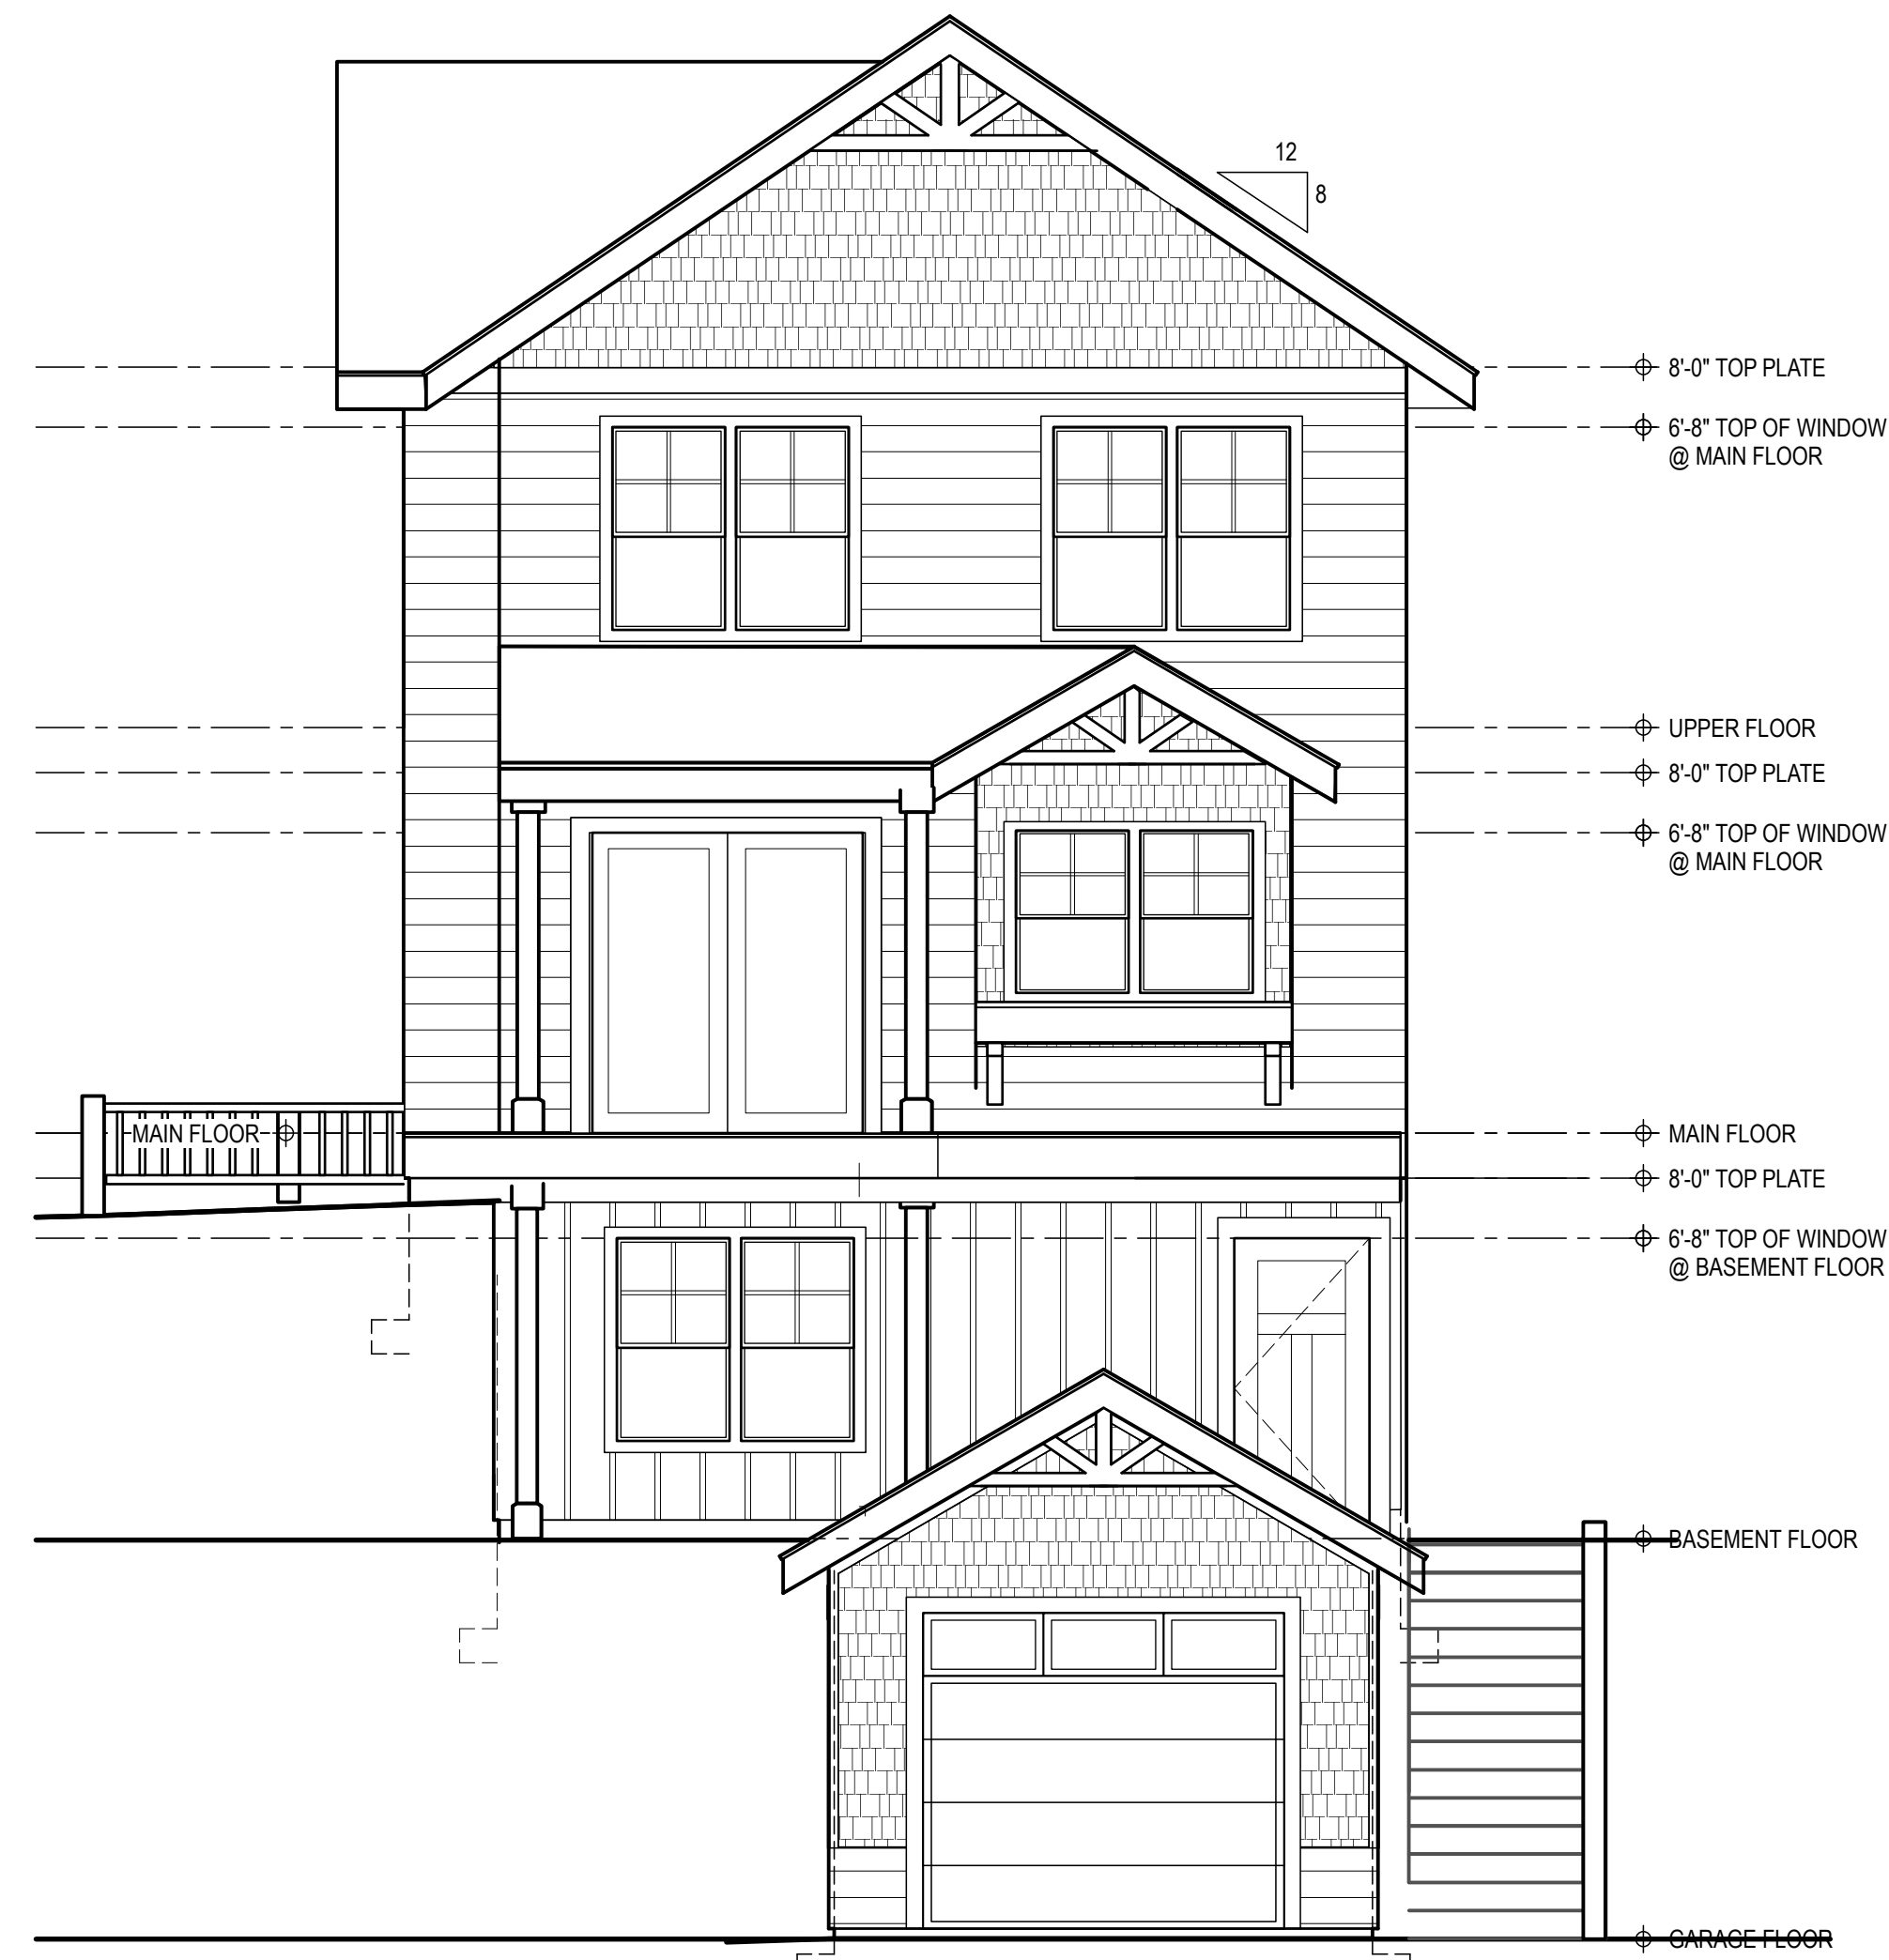 12
8
8'-0" TOP PLATE
6'-8" TOP OF WINDOW
@ MAIN FLOOR
UPPER FLOOR
8'-0" TOP PLATE
6'-8" TOP OF WINDOW
@ MAIN FLOOR
MAIN FLOOR
MAIN FLOOR
8'-0" TOP PLATE
6'-8" TOP OF WINDOW
@ BASEMENT FLOOR
BASEMENT FLOOR
GARAGE FLOOR